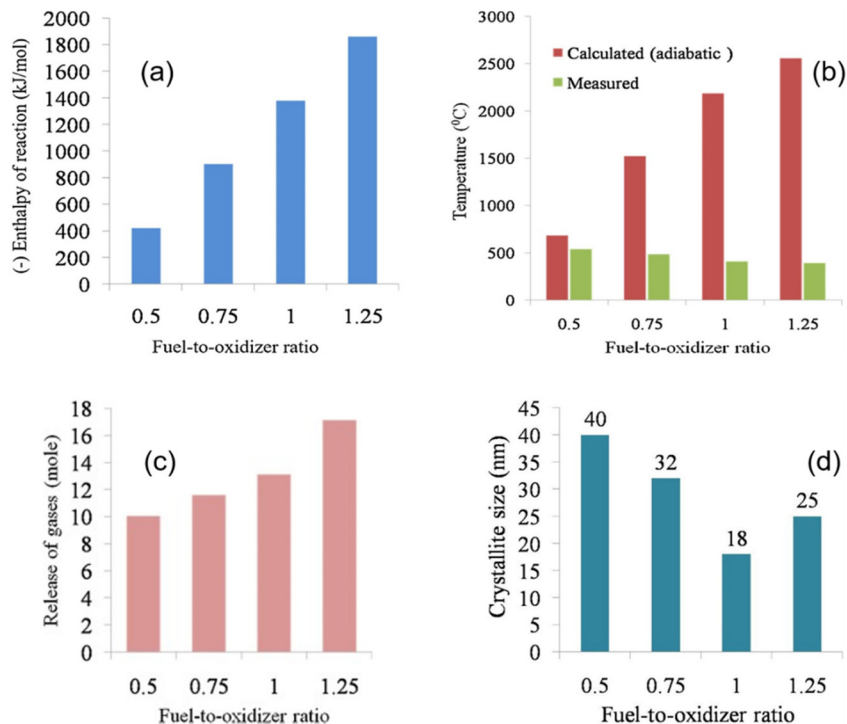 (a)
(-) Enthalpy of reaction (kJ/mol)
2000
1800
1600
1400
1200
1000
800
600
400
200
0
0.5 0.75 1 1.25
Fuel-to-oxidizer ratio
(b)
Temperature (⁰C)
3000
2500
2000
1500
1000
500
0
Calculated (adiabatic )
Measured
0.5 0.75 1 1.25
Fuel-to-oxidizer ratio
(c)
Release of gases (mole)
18
16
14
12
10
8
6
4
2
0
0.5 0.75 1 1.25
Fuel-to-oxidizer ratio
(d)
Crystallite size (nm)
45
40
35
30
25
20
15
10
5
0
40
32
18
25
0.5 0.75 1 1.25
Fuel-to-oxidizer ratio